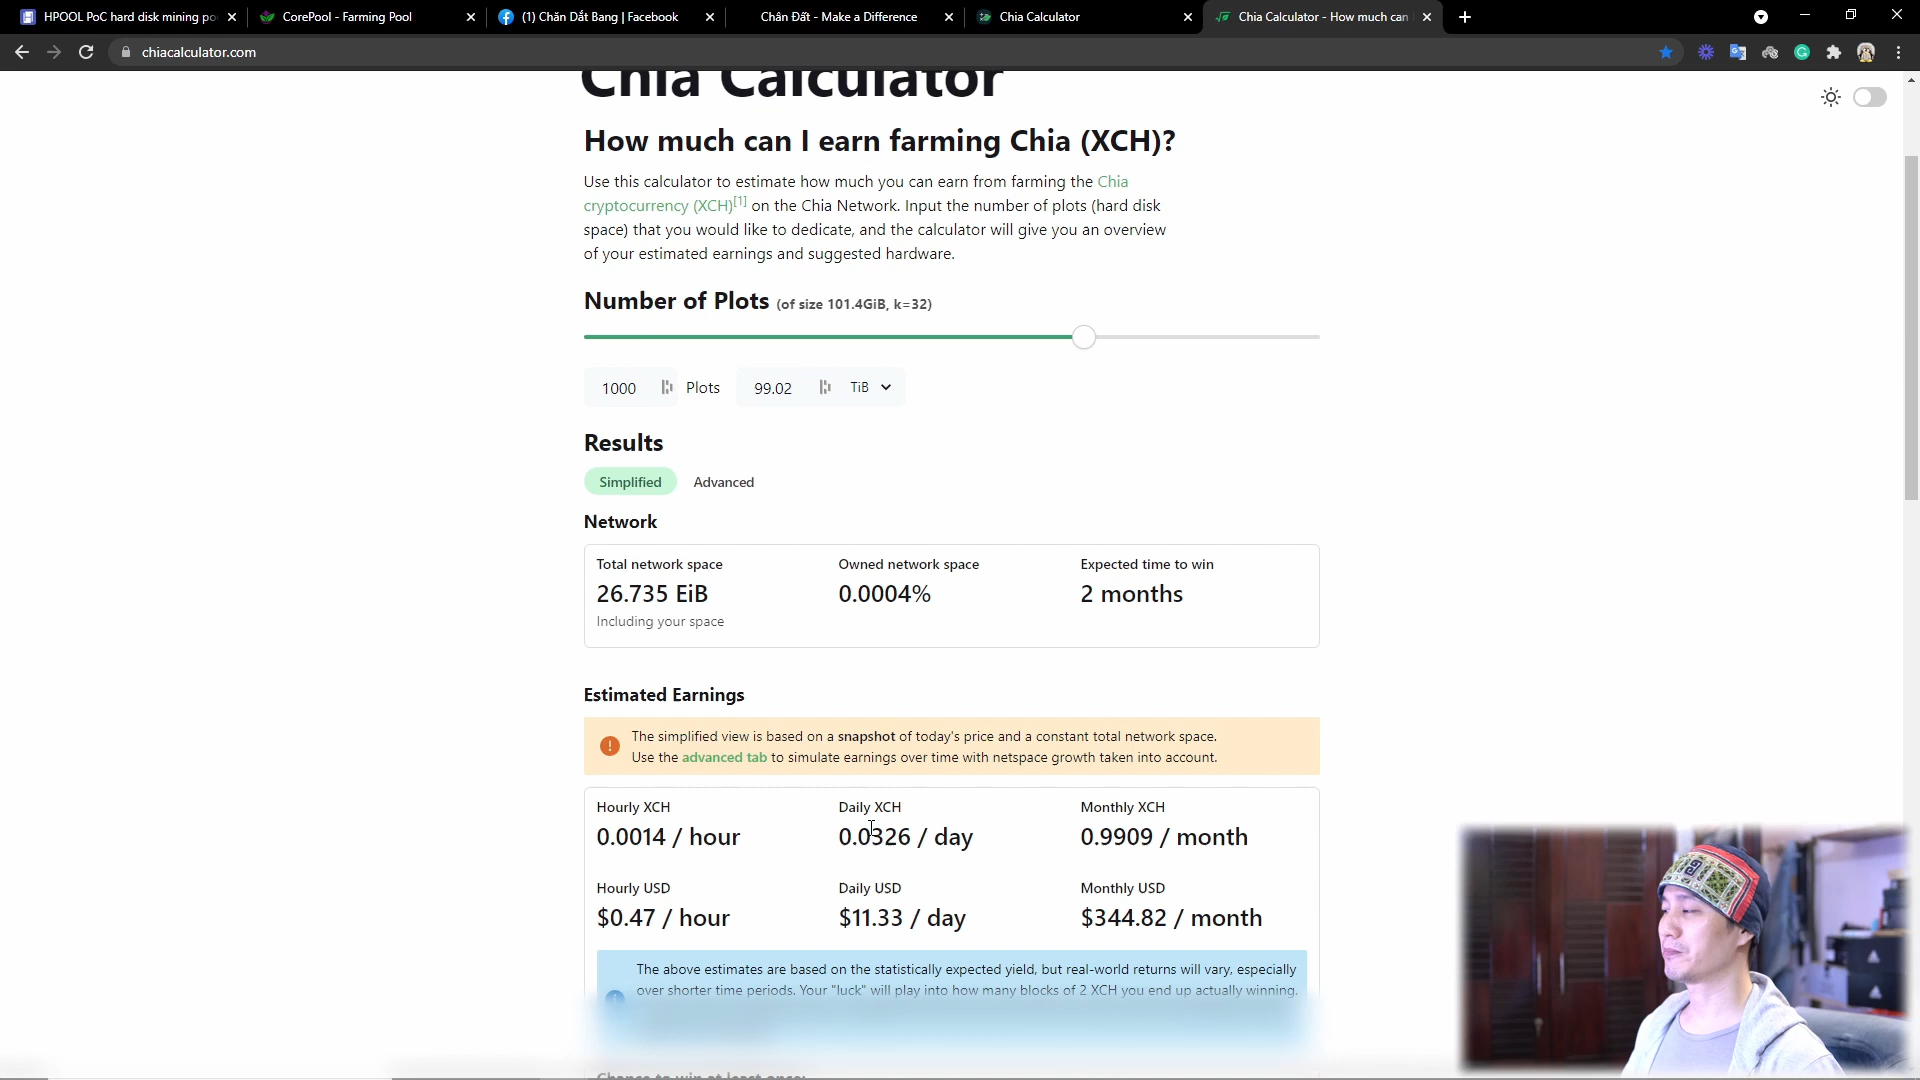 HPOOL PoC hard disk mining po
CorePool - Farming Pool
(1) Chăn Dắt Bang | Facebook
Chân Đất - Make a Difference
Chia Calculator
Chia Calculator - How much can
chiacalculator.com
Chia Calculator
How much can I earn farming Chia (XCH)?
Use this calculator to estimate how much you can earn from farming the Chia
cryptocurrency (XCH)[1] on the Chia Network. Input the number of plots (hard disk
space) that you would like to dedicate, and the calculator will give you an overview
of your estimated earnings and suggested hardware.
Number of Plots (of size 101.4GiB, k=32)
1000 Plots 99.02 TiB
Results
Simplified Advanced
Network
Total network space Owned network space Expected time to win
26.735 EiB 0.0004% 2 months
Including your space
Estimated Earnings
The simplified view is based on a snapshot of today's price and a constant total network space.
Use the advanced tab to simulate earnings over time with netspace growth taken into account.
Hourly XCH Daily XCH Monthly XCH
0.0014 / hour 0.0326 / day 0.9909 / month
Hourly USD Daily USD Monthly USD
$0.47 / hour $11.33 / day $344.82 / month
The above estimates are based on the statistically expected yield, but real-world returns will vary, especially
over shorter time periods. Your "luck" will play into how many blocks of 2 XCH you end up actually winning.
Chance to win at least once: